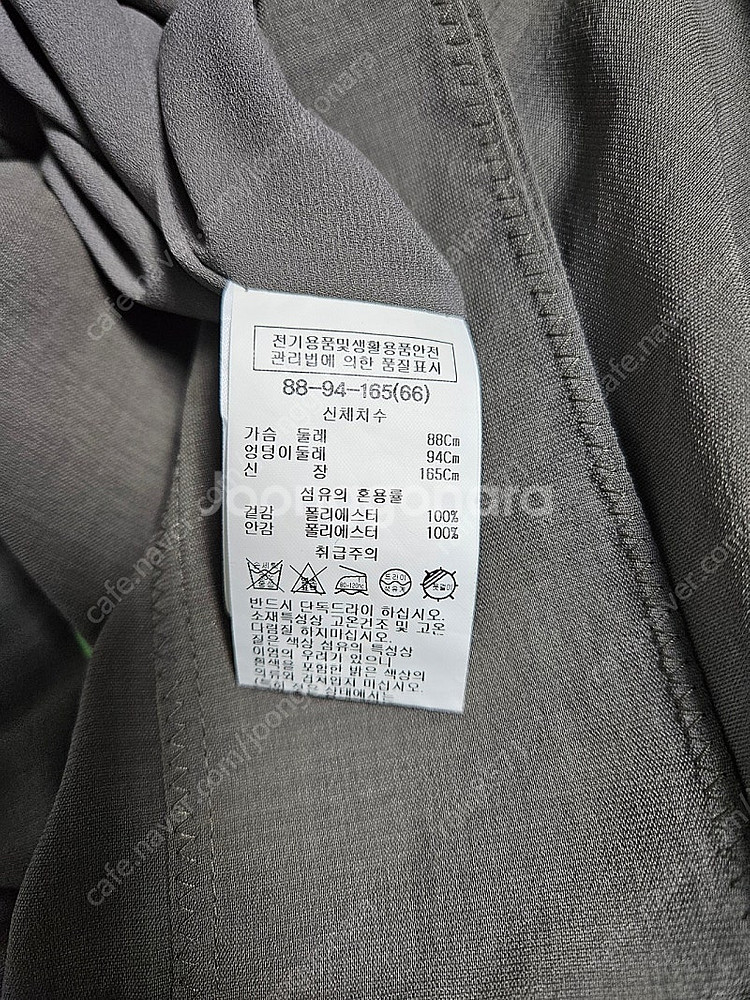 전기용품및생활용품안전
관리법에 의한 품질표시
88-94-165(66)
신체치수
가슴 둘레 88Cm
엉덩이둘레 94Cm
신 장 165Cm
섬유의 혼용률
겉감 폴리에스터 100%
안감 폴리에스터 100%
취급주의
80-120℃
드라이
반드시 단독드라이 하십시오.
소재특성상 고온건조 및 고온
다림질 하지마십시오.
짙은 색상 섬유의 특성상
이염의 우려가 있으니
흰색을 포함한 밝은 색상의
의류와 겹쳐입지 마십시오.
joongonara
cafe.naver.com/joongonara